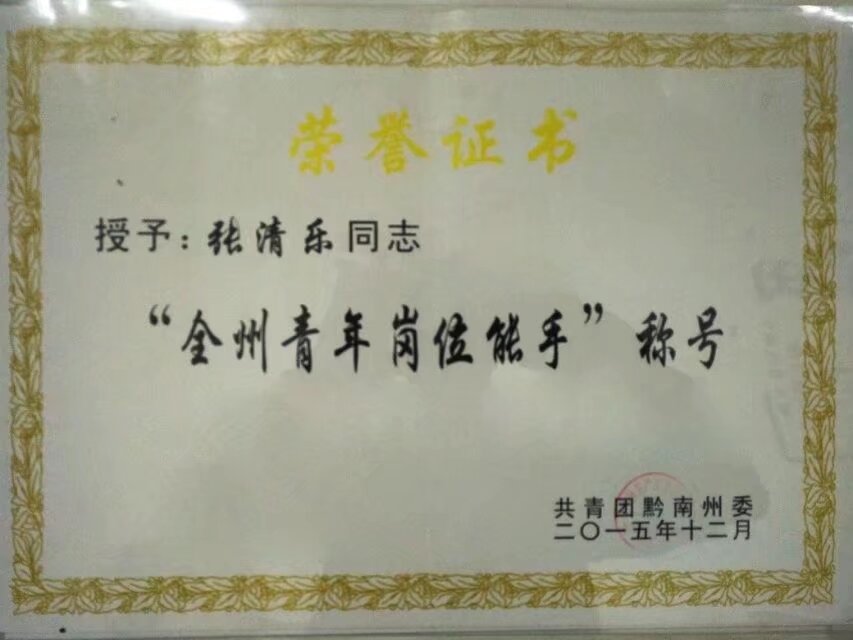 荣誉证书
授予：张清乐同志
“全州青年岗位能手”称号
共青团黔南州委
二〇一五年十二月